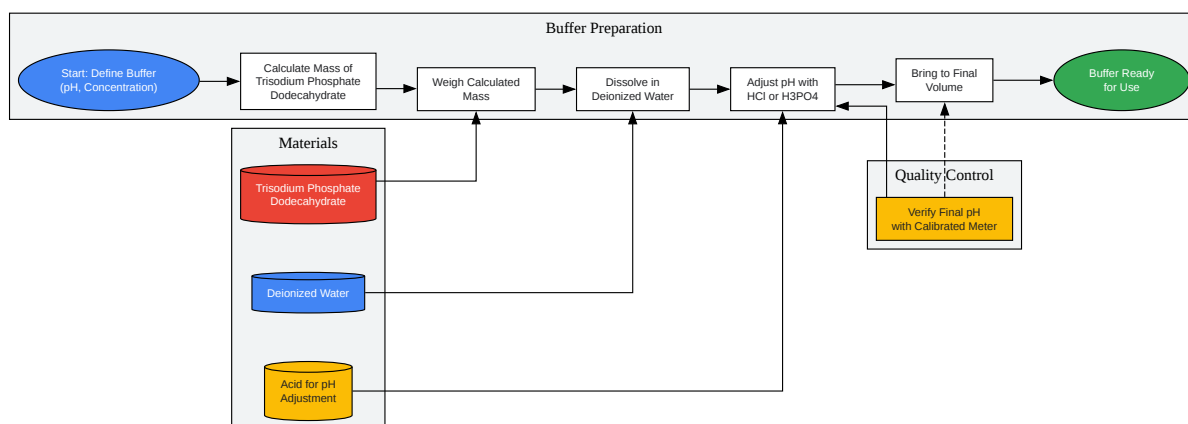 Buffer Preparation
Start: Define Buffer
(pH, Concentration)
Calculate Mass of
Trisodium Phosphate
Dodecahydrate
Weigh Calculated
Mass
Dissolve in
Deionized Water
Adjust pH with
HCl or H3PO4
Bring to Final
Volume
Buffer Ready
for Use
Materials
Trisodium Phosphate
Dodecahydrate
Deionized Water
Acid for pH
Adjustment
Quality Control
Verify Final pH
with Calibrated Meter